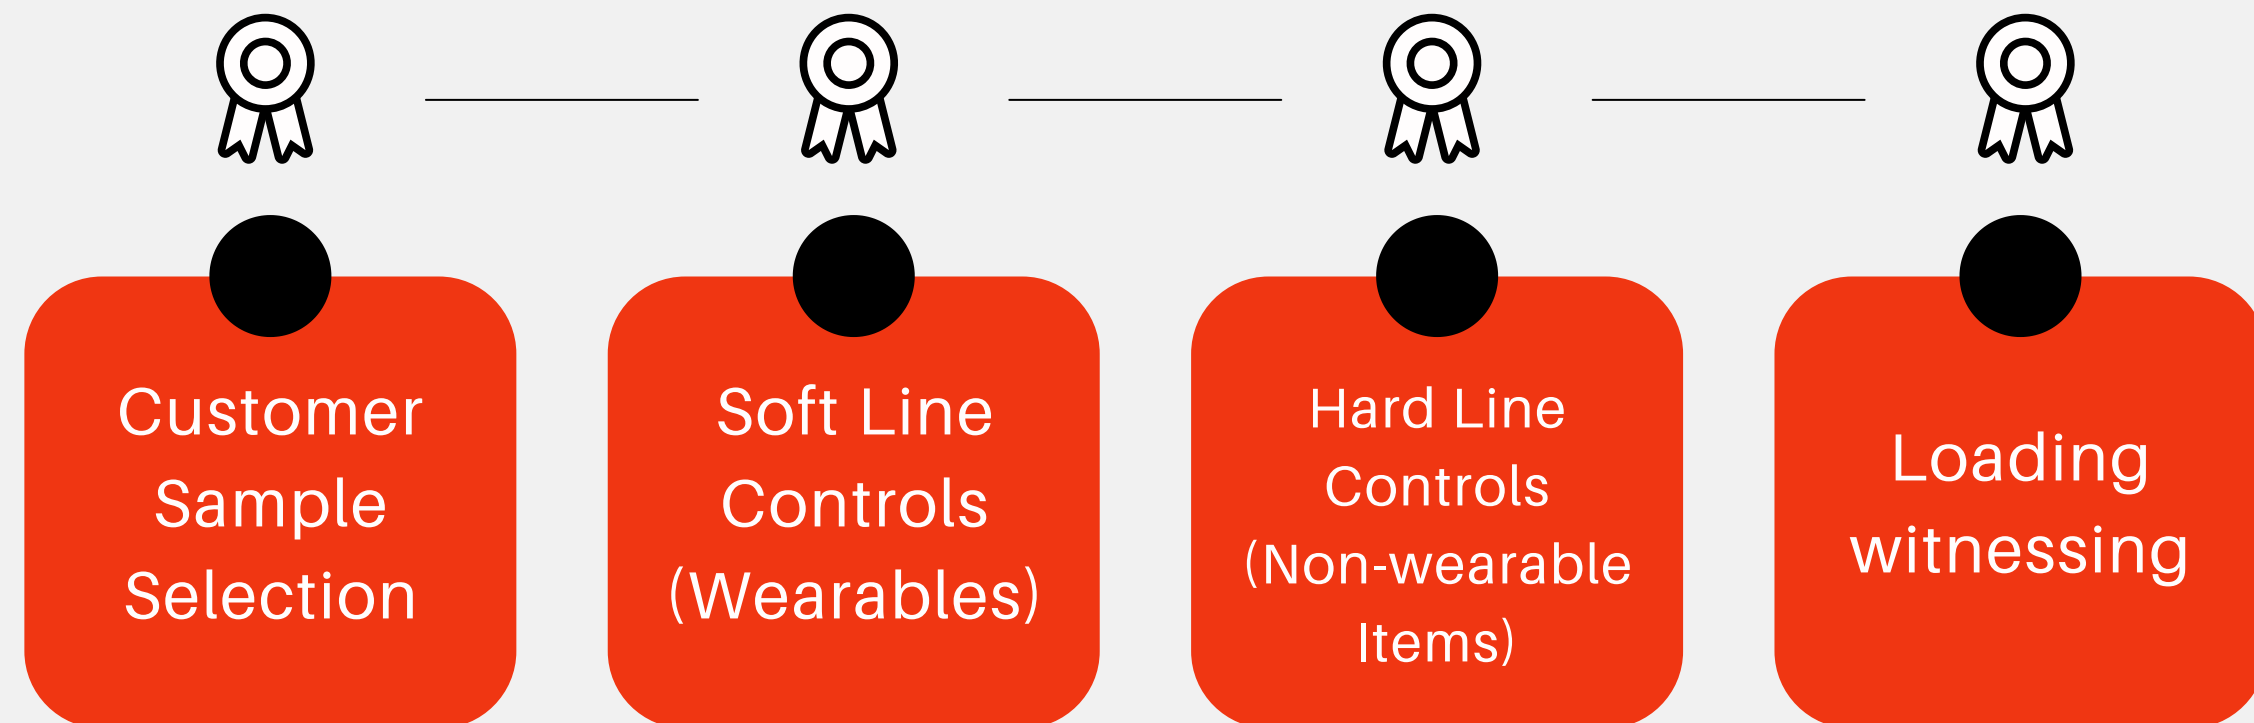 Customer
Sample
Selection
Soft Line
Controls
(Wearables)
Hard Line
Controls
(Non-wearable
Items)
Loading
witnessing